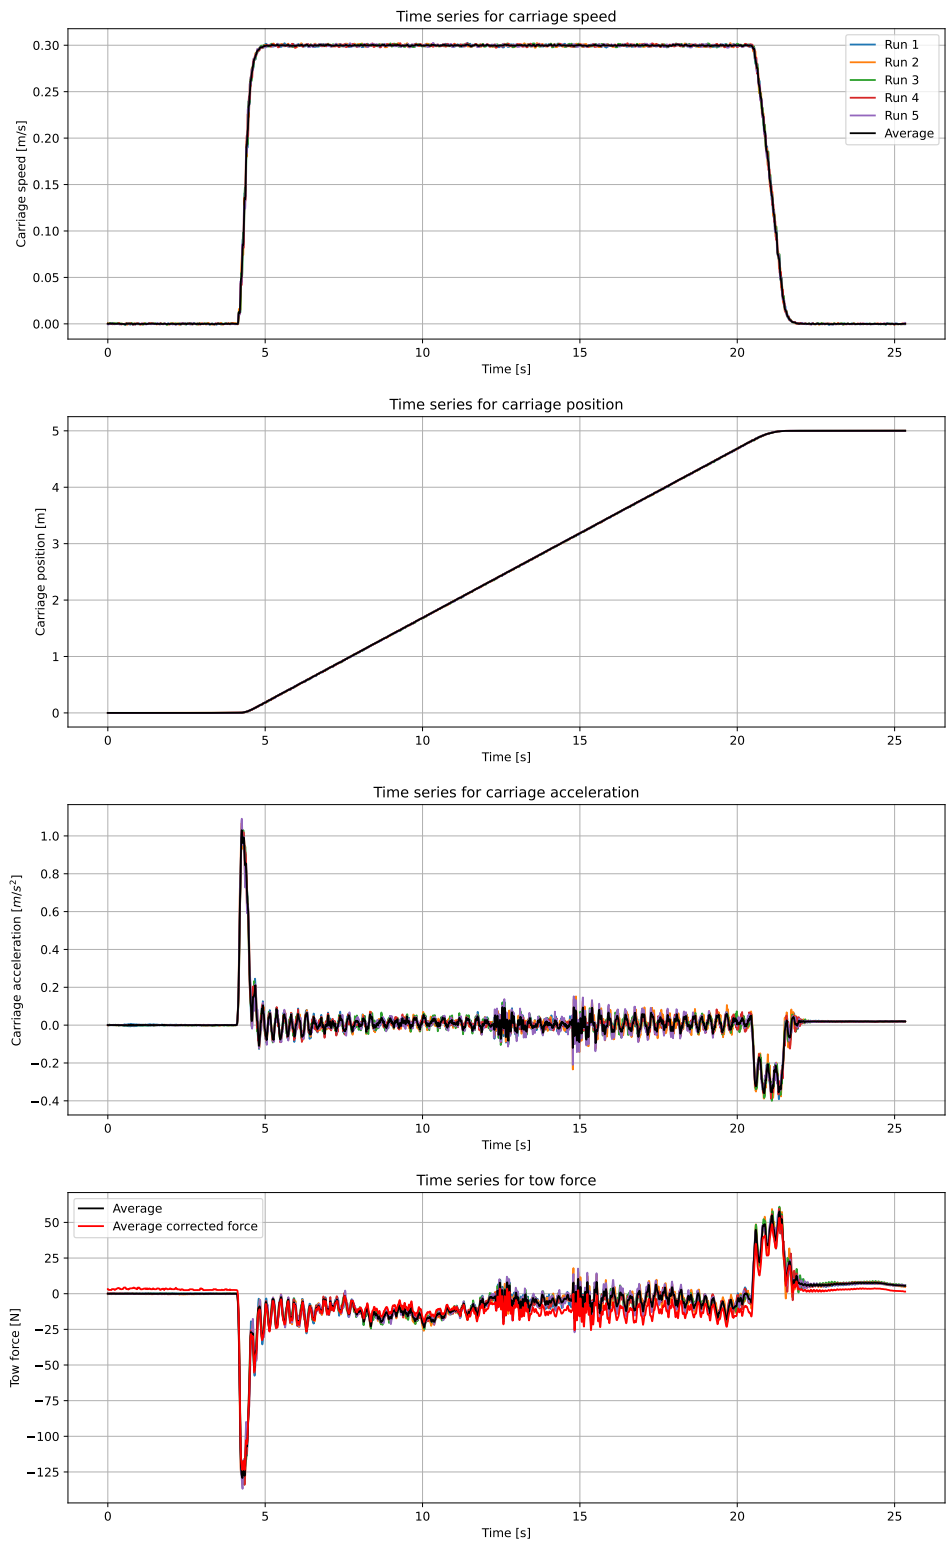 Time series for carriage speed
Carriage speed [m/s]
0.30
0.25
0.20
0.15
0.10
0.05
0.00
Run 1
Run 2
Run 3
Run 4
Run 5
Average
0 5 10 15 20 25
Time [s]
Time series for carriage position
Carriage position [m]
5
4
3
2
1
0
0 5 10 15 20 25
Time [s]
Time series for carriage acceleration
Carriage acceleration [m/s²]
1.0
0.8
0.6
0.4
0.2
0.0
−0.2
−0.4
0 5 10 15 20 25
Time [s]
Time series for tow force
Tow force [N]
Average
Average corrected force
50
25
0
−25
−50
−75
−100
−125
0 5 10 15 20 25
Time [s]